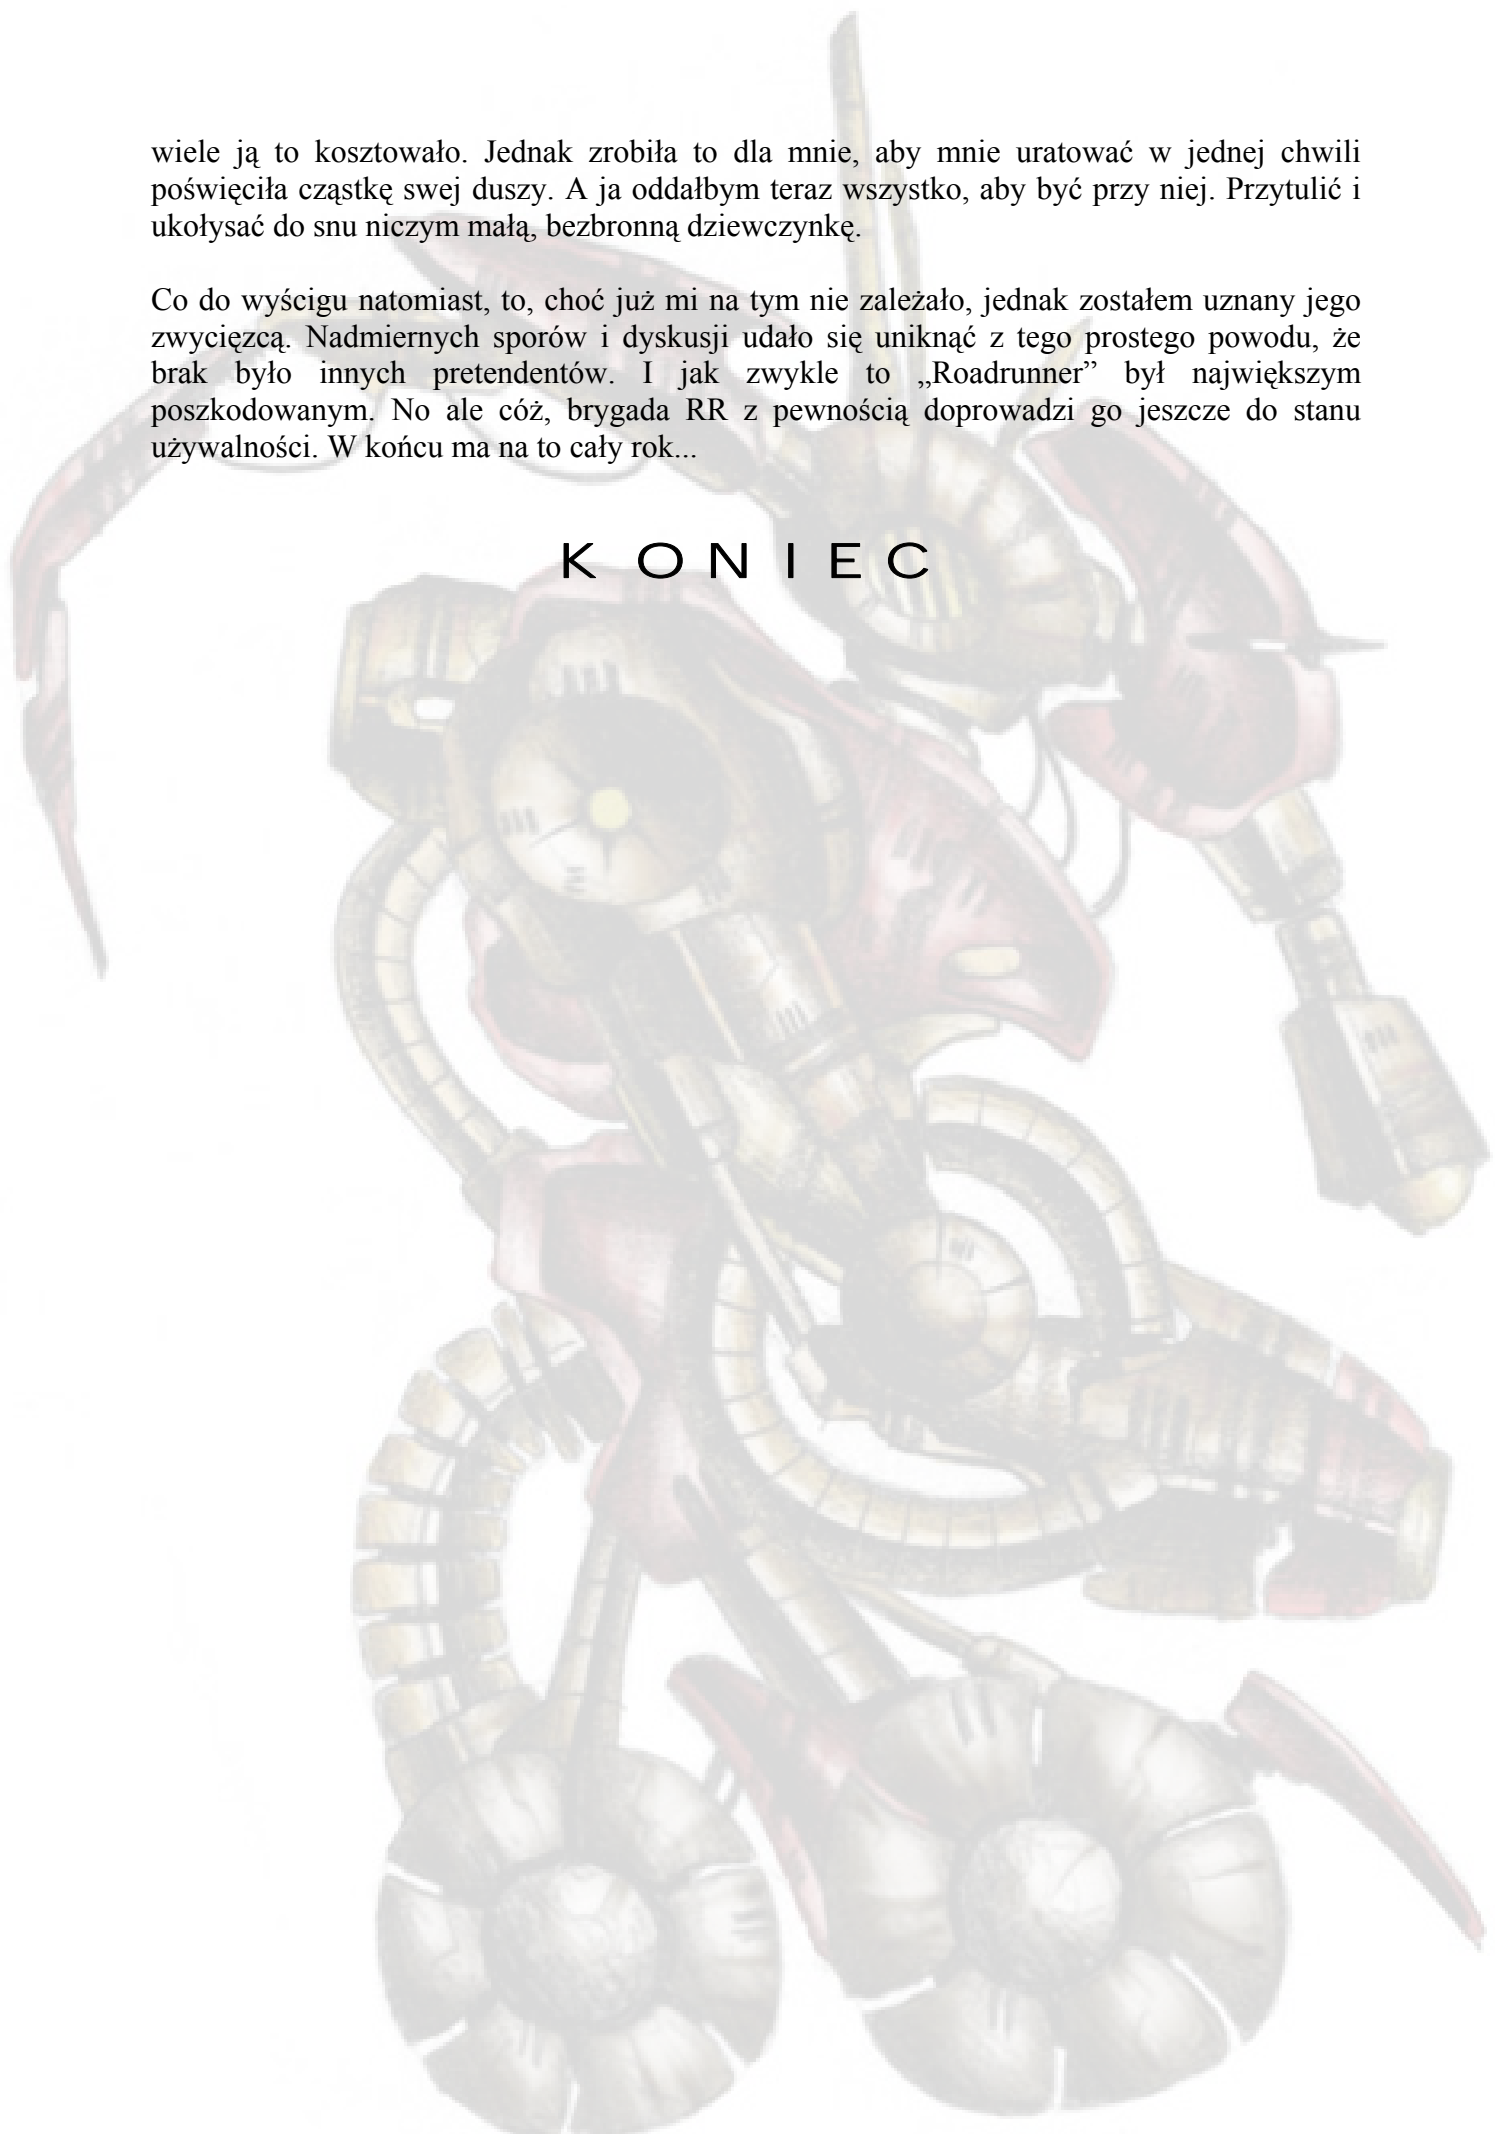 wiele ją to kosztowało. Jednak zrobiła to dla mnie, aby mnie uratować w jednej chwili
poświęciła cząstkę swej duszy. A ja oddałbym teraz wszystko, aby być przy niej. Przytulić i
ukołysać do snu niczym małą, bezbronną dziewczynkę.
Co do wyścigu natomiast, to, choć już mi na tym nie zależało, jednak zostałem uznany jego
zwycięzcą. Nadmiernych sporów i dyskusji udało się uniknąć z tego prostego powodu, że
brak było innych pretendentów. I jak zwykle to „Roadrunner” był największym
poszkodowanym. No ale cóż, brygada RR z pewnością doprowadzi go jeszcze do stanu
używalności. W końcu ma na to cały rok...
K O N I E C